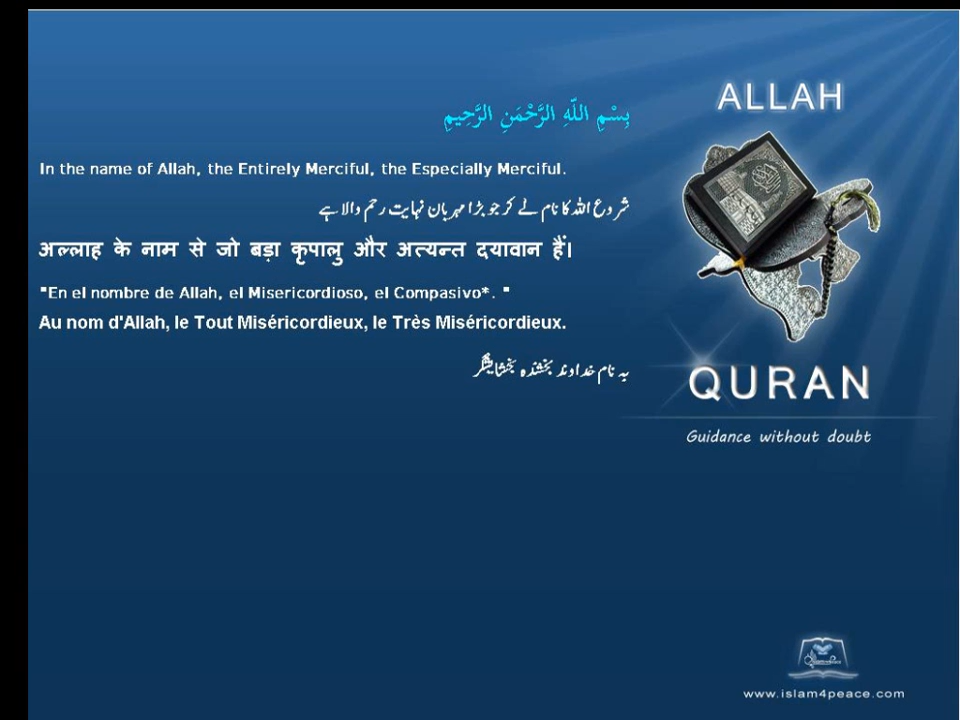 بِسْمِ اللّهِ الرَّحْمَنِ الرَّحِيمِ
In the name of Allah, the Entirely Merciful, the Especially Merciful.
شروع الله کا نام لے کر جو بڑا مہربان نہایت رحم والا ہے
अल्लाह के नाम से जो बड़ा कृपालु और अत्यन्त दयावान हैं।
"En el nombre de Allah, el Misericordioso, el Compasivo*. "
Au nom d'Allah, le Tout Miséricordieux, le Très Miséricordieux.
به نام خداوند بخشنده بخشایشگر
ALLAH
QURAN
Guidance without doubt
www.islam4peace.com